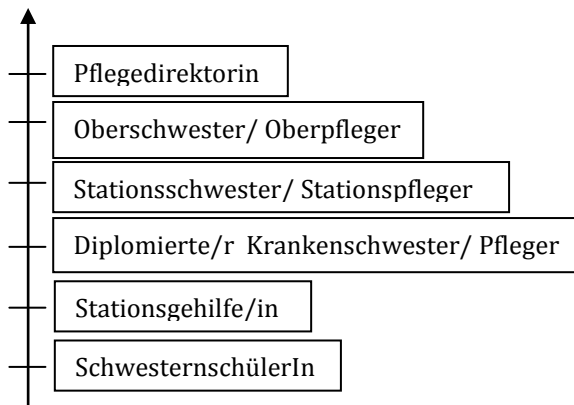 Pflegedirektorin
Oberschwester/ Oberpfleger
Stationsschwester/ Stationspfleger
Diplomierte/r Krankenschwester/ Pfleger
Stationsgehilfe/in
SchwesternschülerIn